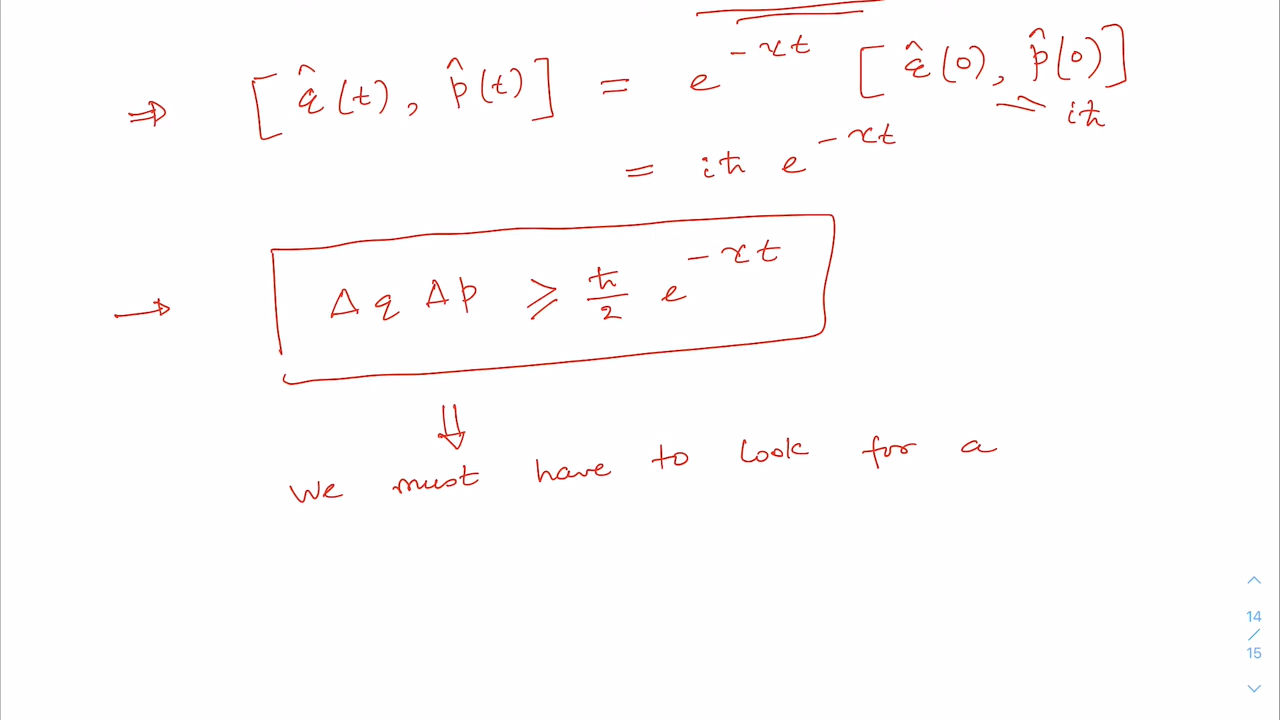 ⇒ [q̂(t), p̂(t)] = e^{-γt} [q̂(0), p̂(0)]
iħ
= iħ e^{-γt}
→ Δq Δp ≥ ħ/2 e^{-γt}
⇓
We must have to look for a
14
/
15